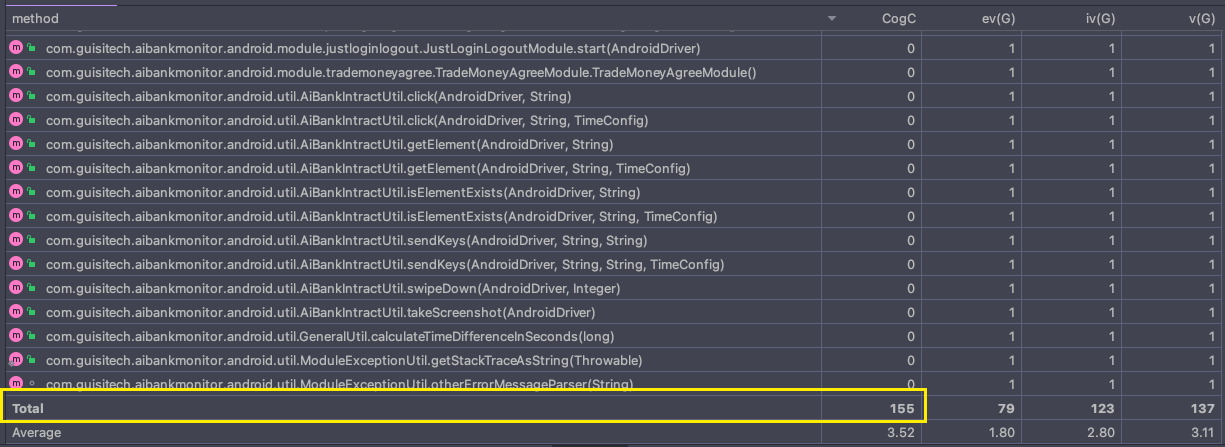 method CogC ev(G) iv(G) v(G)
m com.guisitech.aibankmonitor.android.module.justloginlogout.JustLoginLogoutModule.start(AndroidDriver) 0 1 1 1
m com.guisitech.aibankmonitor.android.module.trademoneyagree.TradeMoneyAgreeModule.TradeMoneyAgreeModule() 0 1 1 1
m com.guisitech.aibankmonitor.android.util.AiBankIntractUtil.click(AndroidDriver, String) 0 1 1 1
m com.guisitech.aibankmonitor.android.util.AiBankIntractUtil.click(AndroidDriver, String, TimeConfig) 0 1 1 1
m com.guisitech.aibankmonitor.android.util.AiBankIntractUtil.getElement(AndroidDriver, String) 0 1 1 1
m com.guisitech.aibankmonitor.android.util.AiBankIntractUtil.getElement(AndroidDriver, String, TimeConfig) 0 1 1 1
m com.guisitech.aibankmonitor.android.util.AiBankIntractUtil.isElementExists(AndroidDriver, String) 0 1 1 1
m com.guisitech.aibankmonitor.android.util.AiBankIntractUtil.isElementExists(AndroidDriver, String, TimeConfig) 0 1 1 1
m com.guisitech.aibankmonitor.android.util.AiBankIntractUtil.sendKeys(AndroidDriver, String, String) 0 1 1 1
m com.guisitech.aibankmonitor.android.util.AiBankIntractUtil.sendKeys(AndroidDriver, String, String, TimeConfig) 0 1 1 1
m com.guisitech.aibankmonitor.android.util.AiBankIntractUtil.swipeDown(AndroidDriver, Integer) 0 1 1 1
m com.guisitech.aibankmonitor.android.util.AiBankIntractUtil.takeScreenshot(AndroidDriver) 0 1 1 1
m com.guisitech.aibankmonitor.android.util.GeneralUtil.calculateTimeDifferenceInSeconds(long) 0 1 1 1
m com.guisitech.aibankmonitor.android.util.ModuleExceptionUtil.getStackTraceAsString(Throwable) 0 1 1 1
m com.guisitech.aibankmonitor.android.util.ModuleExceptionUtil.otherErrorMessageParser(String) 0 1 1 1
Total 155 79 123 137
Average 3.52 1.80 2.80 3.11